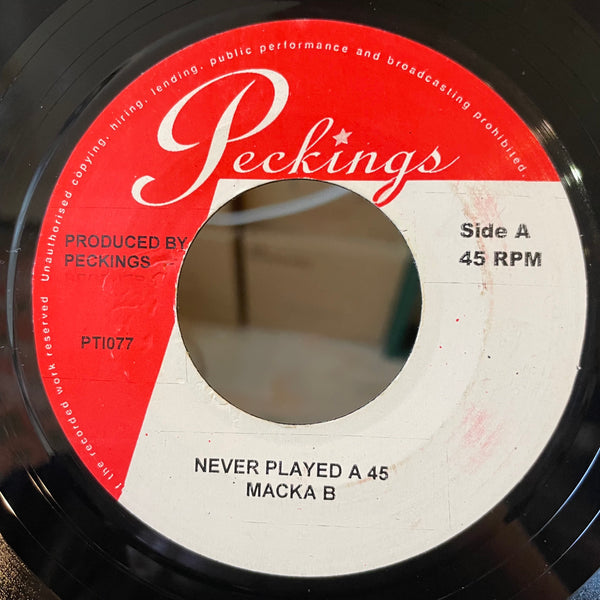 Unauthorised copying, hiring, lending, public performance and broadcasting prohibited
Peckings
PRODUCED BY
PECKINGS
Side A
45 RPM
PTI077
f the recorded work reserved
NEVER PLAYED A 45
MACKA B